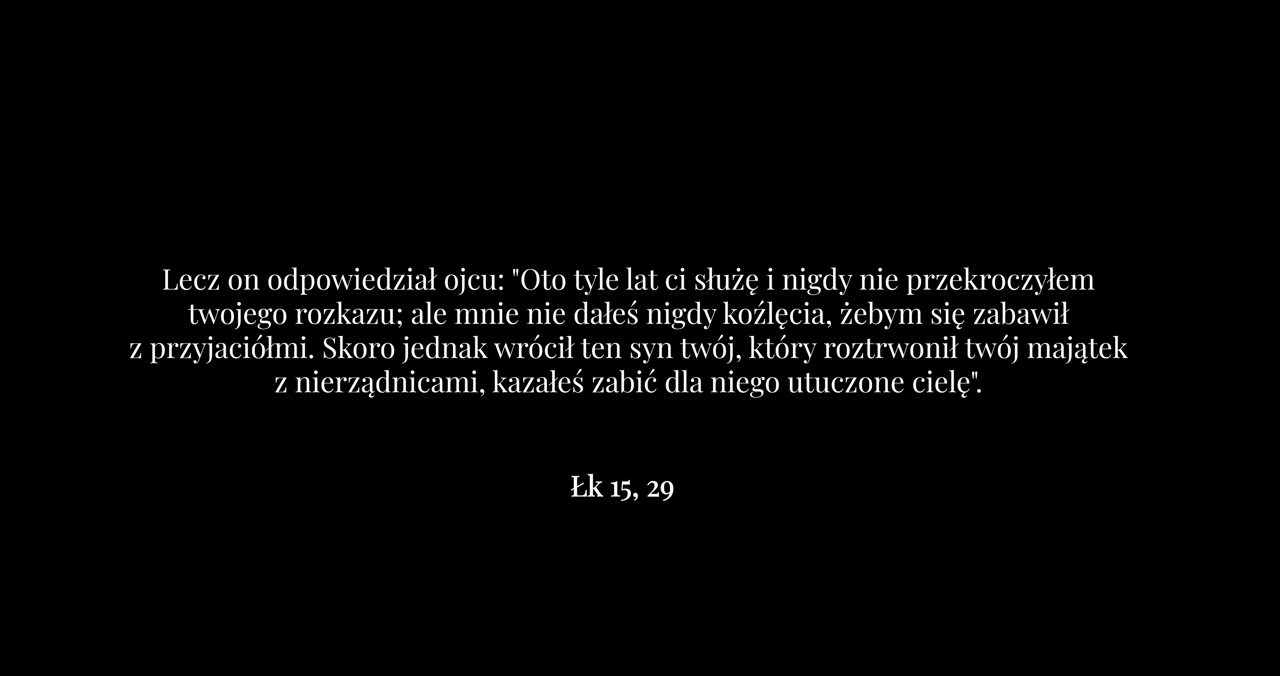 Lecz on odpowiedział ojcu: "Oto tyle lat ci służę i nigdy nie przekroczyłem
twojego rozkazu; ale mnie nie dałeś nigdy koźlęcia, żebym się zabawił
z przyjaciółmi. Skoro jednak wrócił ten syn twój, który roztrwonił twój majątek
z nierządnicami, kazałeś zabić dla niego utuczone cielę".
Łk 15, 29